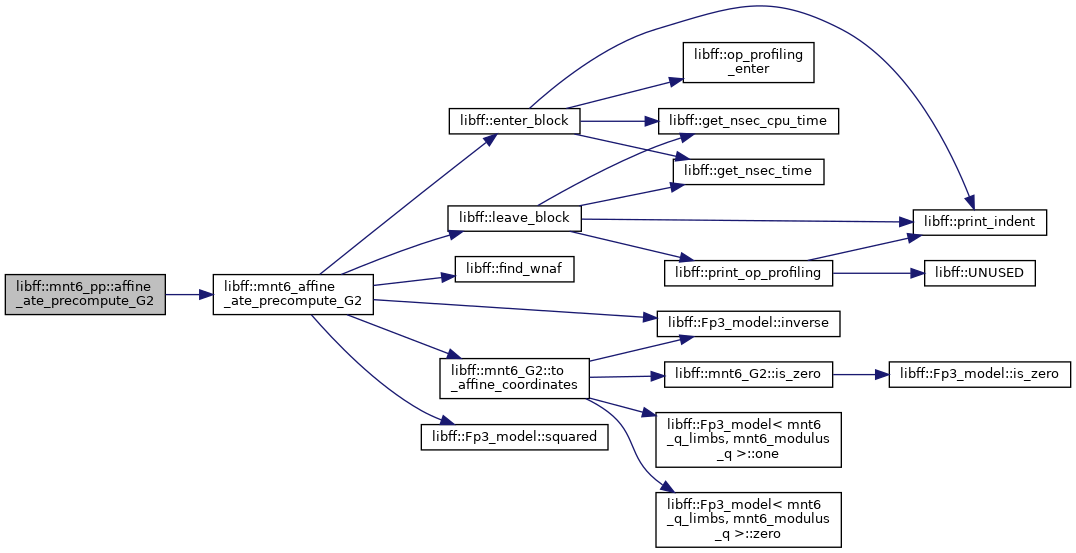 libff::mnt6_pp::affine
_ate_precompute_G2
libff::mnt6_affine
_ate_precompute_G2
libff::enter_block
libff::leave_block
libff::find_wnaf
libff::mnt6_G2::to
_affine_coordinates
libff::Fp3_model::squared
libff::op_profiling
_enter
libff::get_nsec_cpu_time
libff::get_nsec_time
libff::print_op_profiling
libff::Fp3_model::inverse
libff::mnt6_G2::is_zero
libff::Fp3_model< mnt6
_q_limbs, mnt6_modulus
_q >::one
libff::Fp3_model< mnt6
_q_limbs, mnt6_modulus
_q >::zero
libff::print_indent
libff::UNUSED
libff::Fp3_model::is_zero